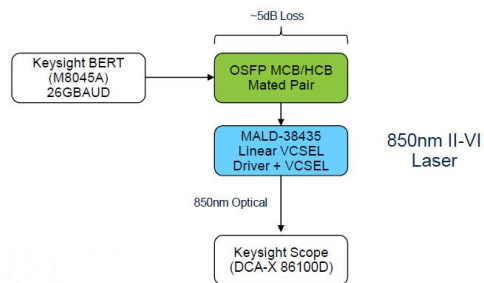 ~5dB Loss
Keysight BERT
(M8045A)
26GBAUD
OSFP MCB/HCB
Mated Pair
MALD-38435
Linear VCSEL
Driver + VCSEL
850nm II-VI
Laser
850nm Optical
Keysight Scope
(DCA-X 86100D)